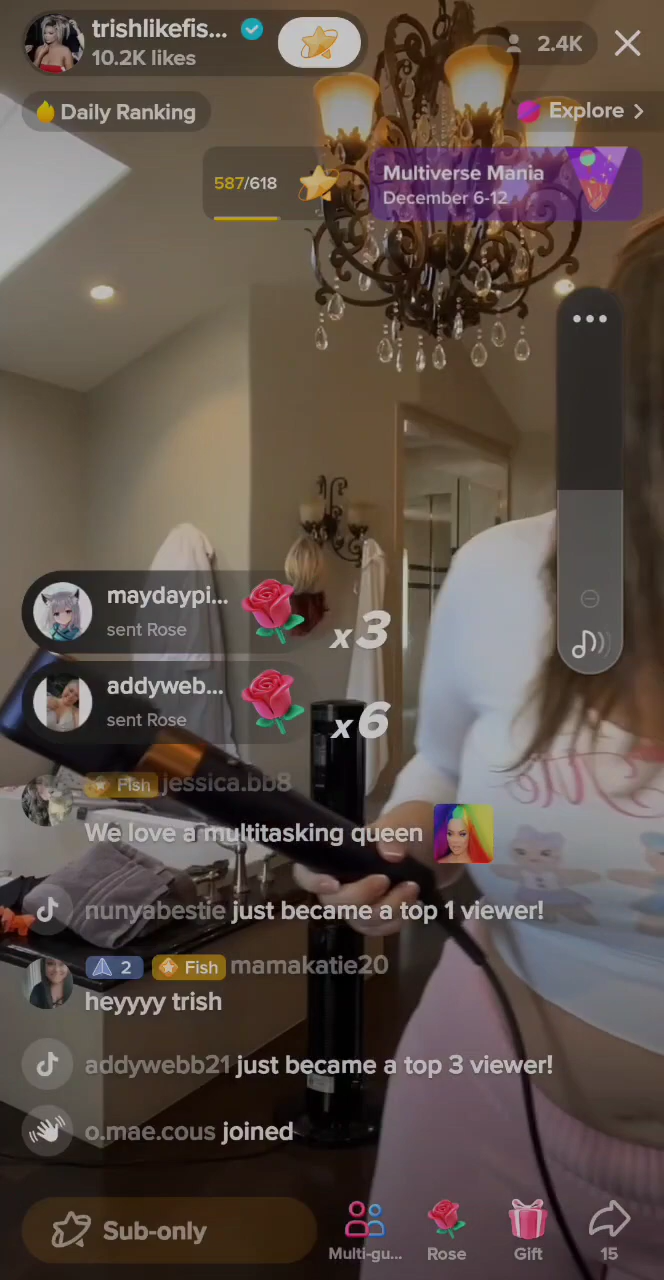 trishlikefis...
10.2K likes
2.4K
Daily Ranking
Explore >
587/618
Multiverse Mania
December 6-12
maydaypi...
sent Rose
x3
addyweb...
sent Rose
x6
Fish jessica.bb8
We love a multitasking queen
nunyabestie just became a top 1 viewer!
2 Fish mamakatie20
heyyyy trish
addywebb21 just became a top 3 viewer!
o.mae.cous joined
Sub-only
Multi-gu...
Rose
Gift
15